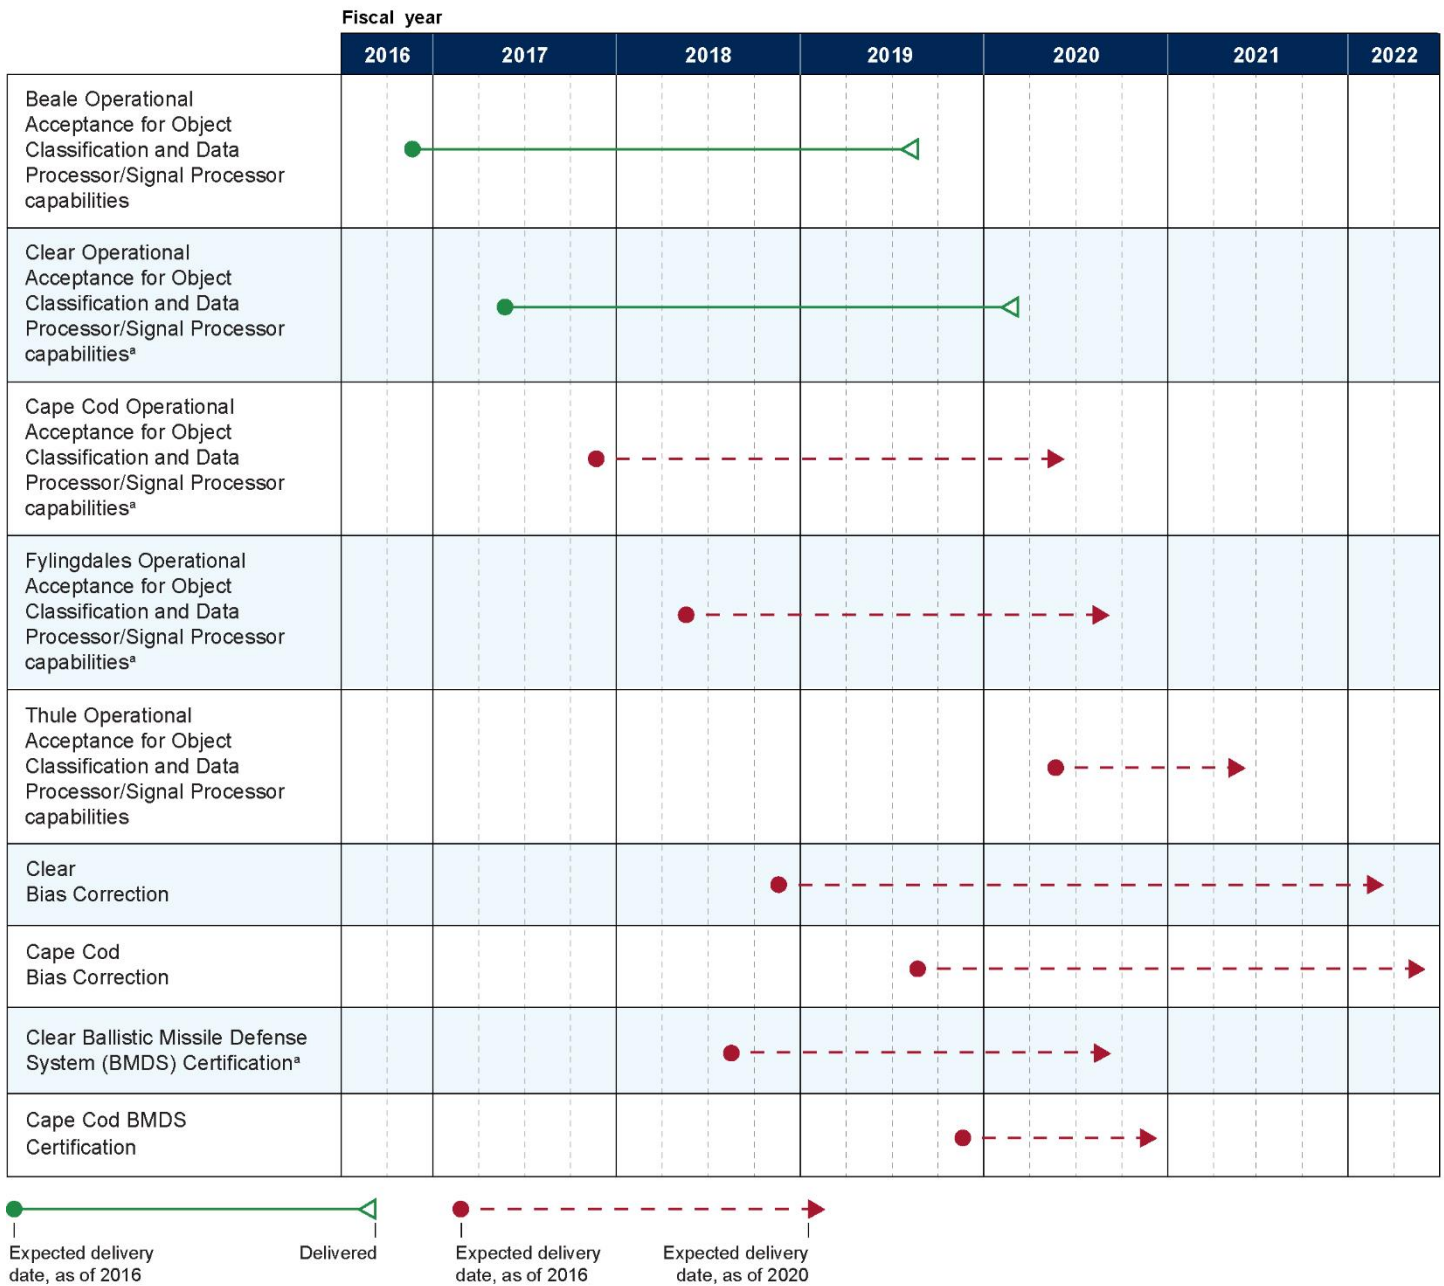 Fiscal year
2016 2017 2018 2019 2020 2021 2022
Beale Operational
Acceptance for Object
Classification and Data
Processor/Signal Processor
capabilities
Clear Operational
Acceptance for Object
Classification and Data
Processor/Signal Processor
capabilitiesª
Cape Cod Operational
Acceptance for Object
Classification and Data
Processor/Signal Processor
capabilitiesª
Fylingdales Operational
Acceptance for Object
Classification and Data
Processor/Signal Processor
capabilitiesª
Thule Operational
Acceptance for Object
Classification and Data
Processor/Signal Processor
capabilities
Clear
Bias Correction
Cape Cod
Bias Correction
Clear Ballistic Missile Defense
System (BMDS) Certificationª
Cape Cod BMDS
Certification
Expected delivery
date, as of 2016
Delivered
Expected delivery
date, as of 2016
Expected delivery
date, as of 2020